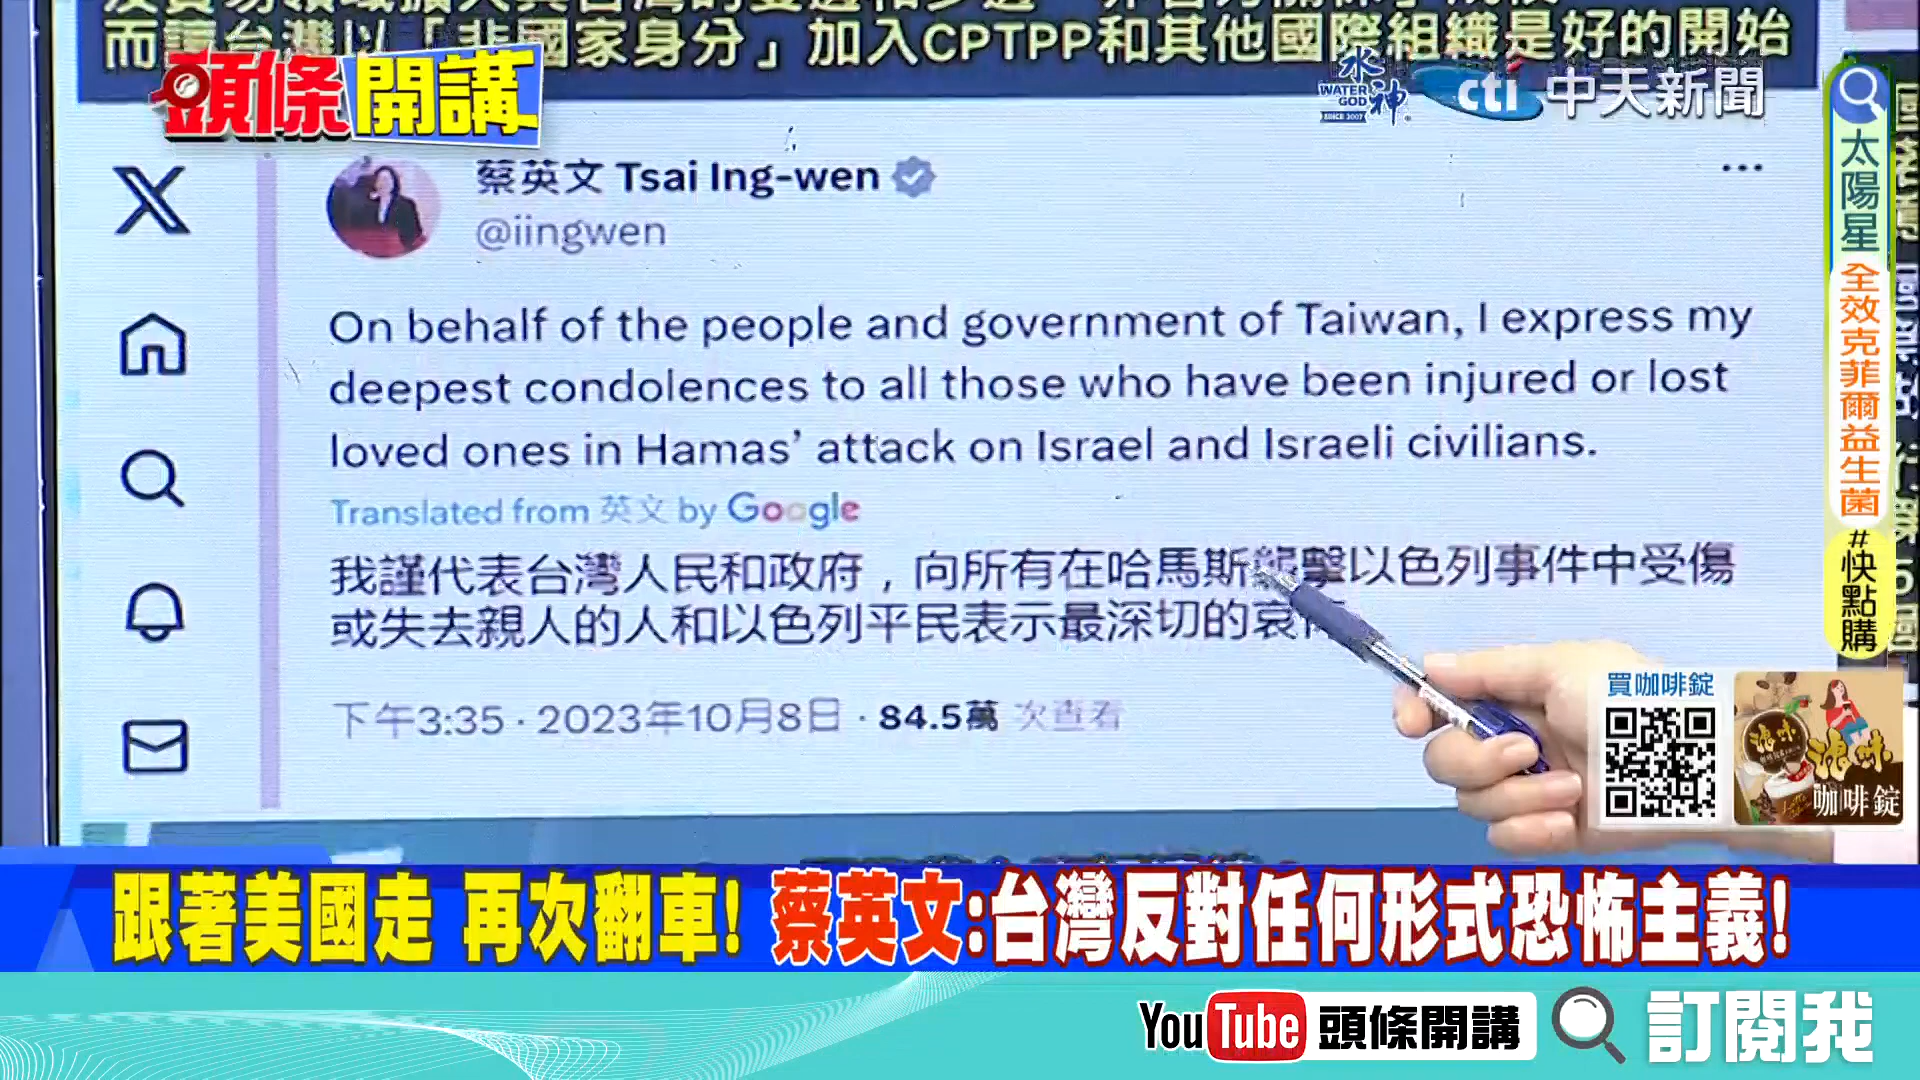 而讓台灣以「非國家身分」加入CPTPP和其他國際組織是好的開始
頭條開講
水神
WATER GOD
SINCE 2007
cti 中天新聞
蔡英文 Tsai Ing-wen
@iingwen
On behalf of the people and government of Taiwan, I express my
deepest condolences to all those who have been injured or lost
loved ones in Hamas’ attack on Israel and Israeli civilians.
Translated from 英文 by Google
我謹代表台灣人民和政府，向所有在哈馬斯襲擊以色列事件中受傷
或失去親人的人和以色列平民表示最深切的哀
下午3:35 · 2023年10月8日 · 84.5萬 次查看
太陽星
全效克菲爾益生菌
#快點購
買咖啡錠
滬味
咖啡錠
跟著美國走 再次翻車! 蔡英文:台灣反對任何形式恐怖主義!
YouTube 頭條開講
訂閱我